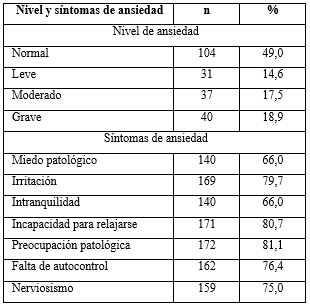 Nivel y síntomas de ansiedad n %
Nivel de ansiedad
Normal 104 49,0
Leve 31 14,6
Moderado 37 17,5
Grave 40 18,9
Síntomas de ansiedad
Miedo patológico 140 66,0
Irritación 169 79,7
Intranquilidad 140 66,0
Incapacidad para relajarse 171 80,7
Preocupación patológica 172 81,1
Falta de autocontrol 162 76,4
Nerviosismo 159 75,0